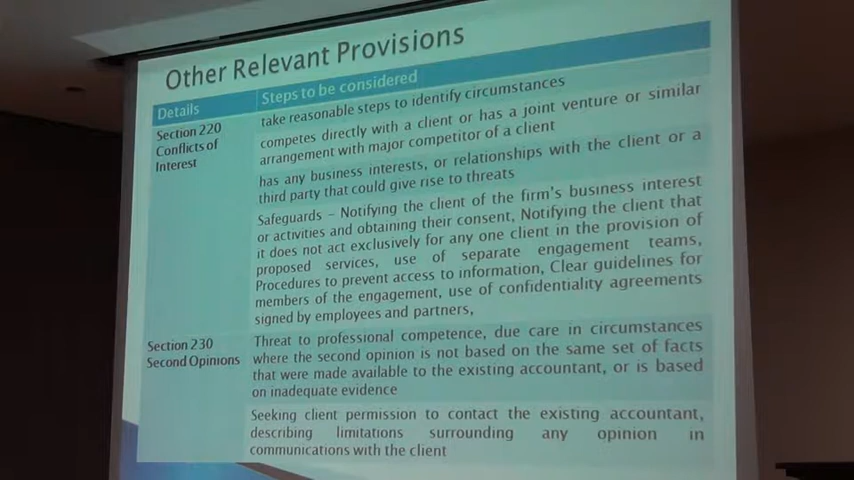 Other Relevant Provisions
Details
Steps to be considered
Section 220
Conflicts of
Interest
take reasonable steps to identify circumstances
competes directly with a client or has a joint venture or similar
arrangement with major competitor of a client
has any business interests, or relationships with the client or a
third party that could give rise to threats
Safeguards – Notifying the client of the firm's business interest
or activities and obtaining their consent, Notifying the client that
it does not act exclusively for any one client in the provision of
proposed services, use of separate engagement teams,
Procedures to prevent access to information, Clear guidelines for
members of the engagement, use of confidentiality agreements
signed by employees and partners,
Section 230
Second Opinions
Threat to professional competence, due care in circumstances
where the second opinion is not based on the same set of facts
that were made available to the existing accountant, or is based
on inadequate evidence
Seeking client permission to contact the existing accountant,
describing limitations surrounding any opinion in
communications with the client